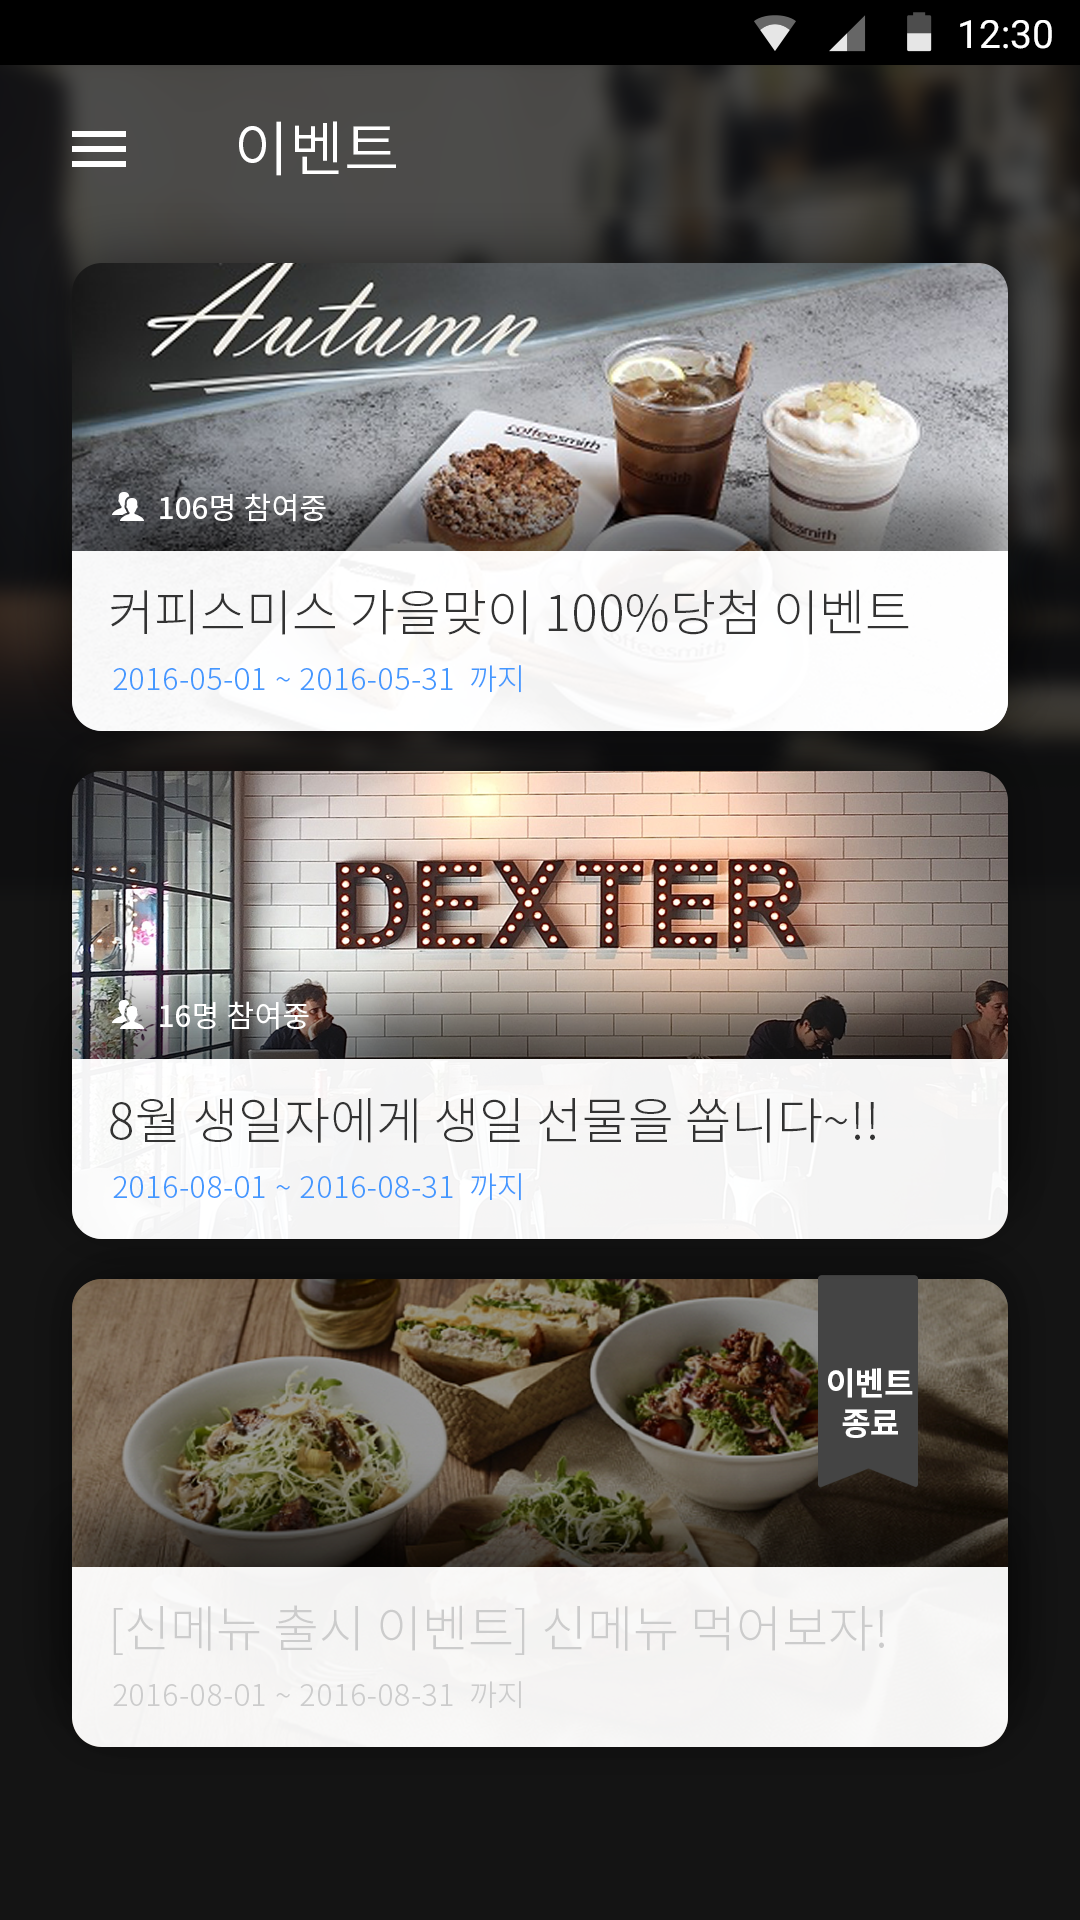 12:30
이벤트
Autumn
coffeesmith
coffeesmith
coffeesmith
106명 참여중
커피스미스 가을맞이 100%당첨 이벤트
2016-05-01 ~ 2016-05-31 까지
DEXTER
16명 참여중
8월 생일자에게 생일 선물을 쏩니다~!!
2016-08-01 ~ 2016-08-31 까지
이벤트
종료
[신메뉴 출시 이벤트] 신메뉴 먹어보자!
2016-08-01 ~ 2016-08-31 까지